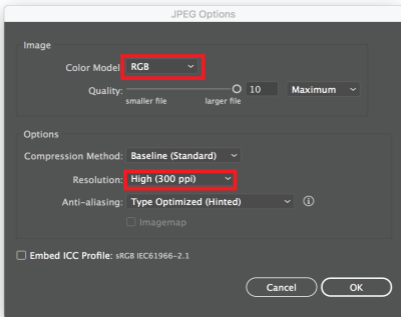 JPEG Options
Image
Color Model RGB
Quality: 10 Maximum
smaller file larger file
Options
Compression Method: Baseline (Standard)
Resolution: High (300 ppi)
Anti-aliasing: Type Optimized (Hinted)
Imagemap
Embed ICC Profile: sRGB IEC61966-2.1
Cancel OK